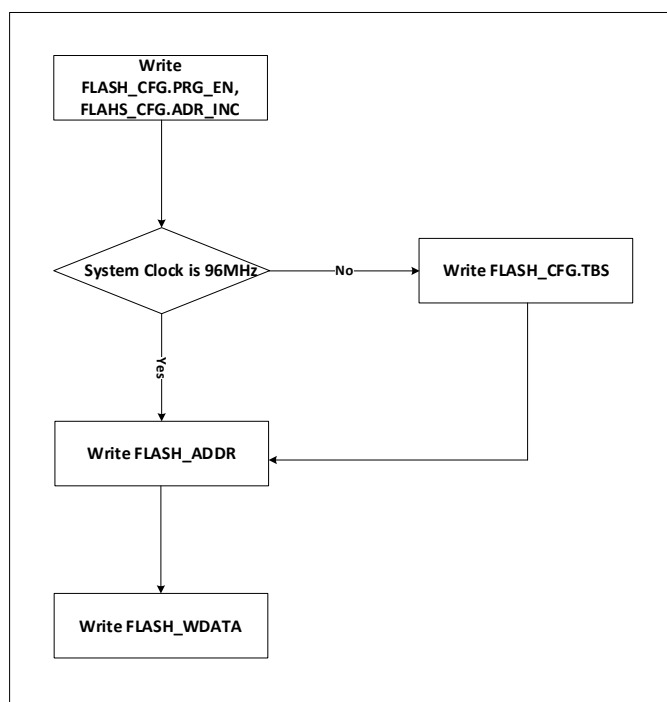 Write
FLASH_CFG.PRG_EN,
FLAHS_CFG.ADR_INC
System Clock is 96MHz
No
Write FLASH_CFG.TBS
Yes
Write FLASH_ADDR
Write FLASH_WDATA